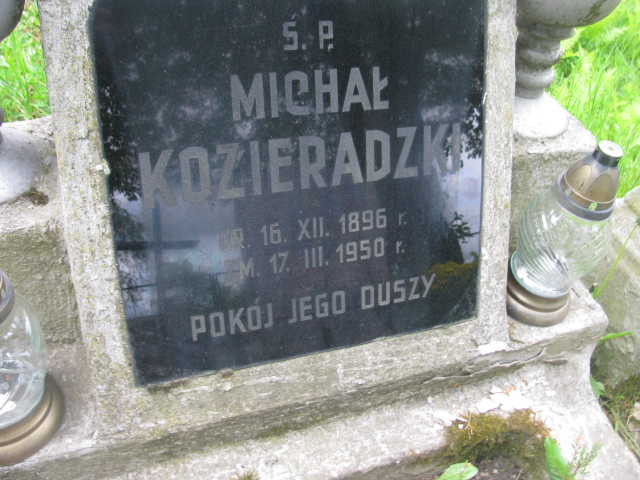 Ś. P.
MICHAŁ
KOZIERADZKI
UR. 16. XII. 1896 r.
ZM. 17. III. 1950 r.
POKÓJ JEGO DUSZY